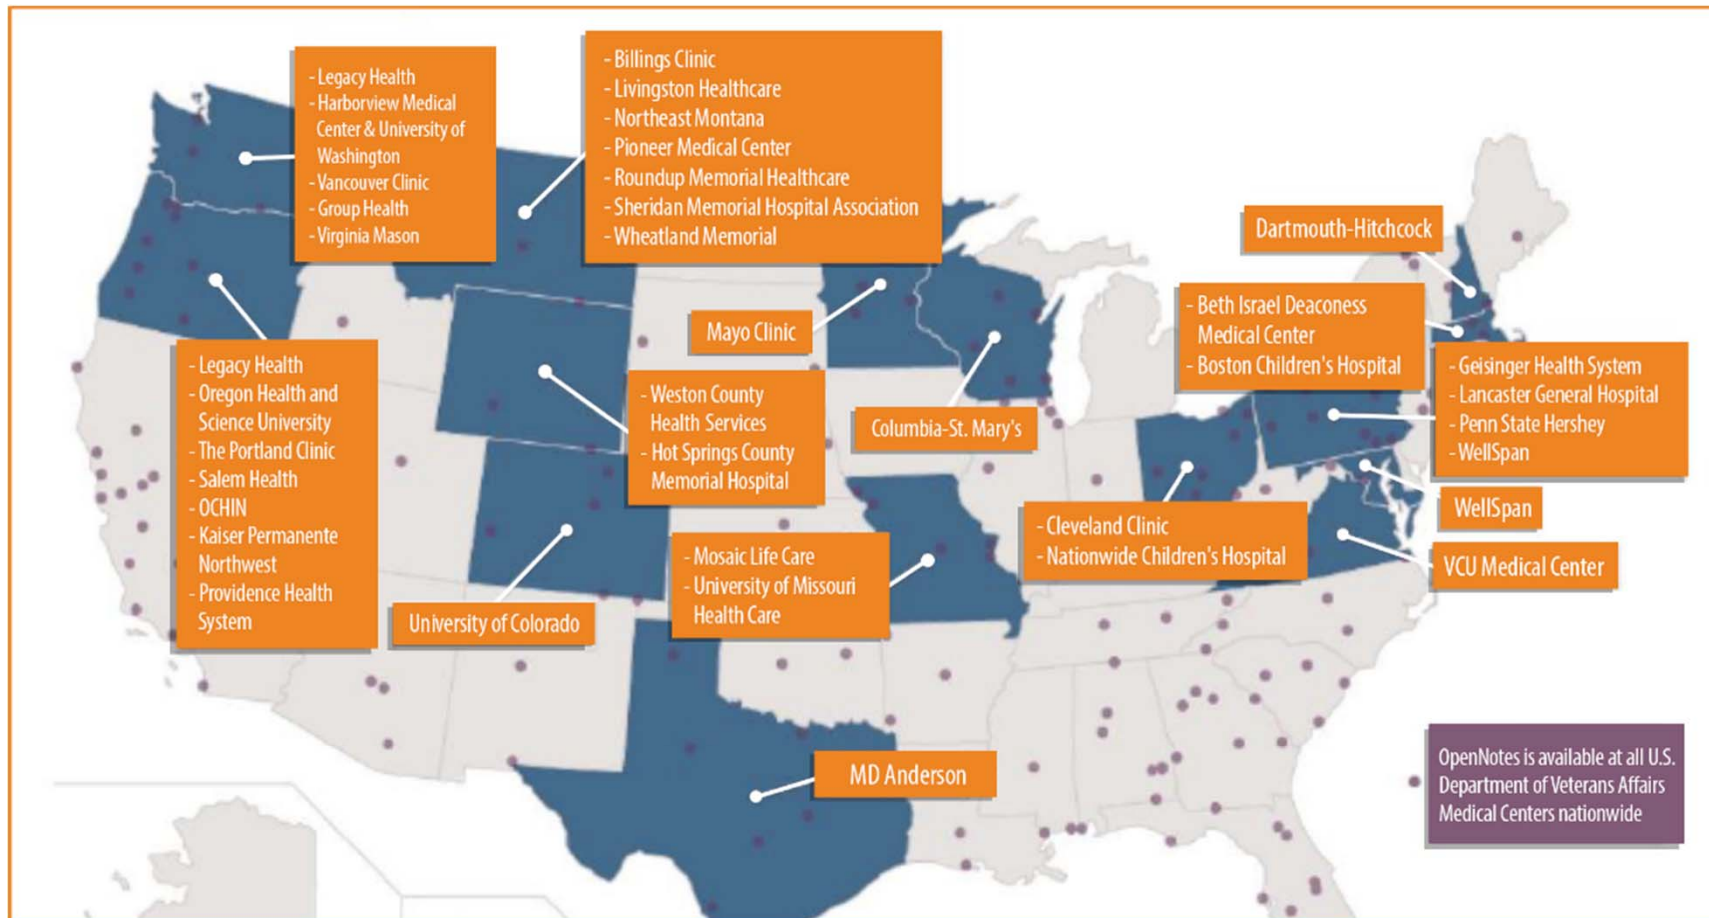 - Legacy Health
- Harborview Medical
Center & University of
Washington
- Vancouver Clinic
- Group Health
- Virginia Mason
- Billings Clinic
- Livingston Healthcare
- Northeast Montana
- Pioneer Medical Center
- Roundup Memorial Healthcare
- Sheridan Memorial Hospital Association
- Wheatland Memorial
Dartmouth-Hitchcock
- Beth Israel Deaconess
Medical Center
- Boston Children's Hospital
Mayo Clinic
- Legacy Health
- Oregon Health and
Science University
- The Portland Clinic
- Salem Health
- OCHIN
- Kaiser Permanente
Northwest
- Providence Health
System
- Weston County
Health Services
- Hot Springs County
Memorial Hospital
Columbia-St. Mary's
- Geisinger Health System
- Lancaster General Hospital
- Penn State Hershey
- WellSpan
WellSpan
- Cleveland Clinic
- Nationwide Children's Hospital
VCU Medical Center
- Mosaic Life Care
- University of Missouri
Health Care
University of Colorado
MD Anderson
OpenNotes is available at all U.S.
Department of Veterans Affairs
Medical Centers nationwide